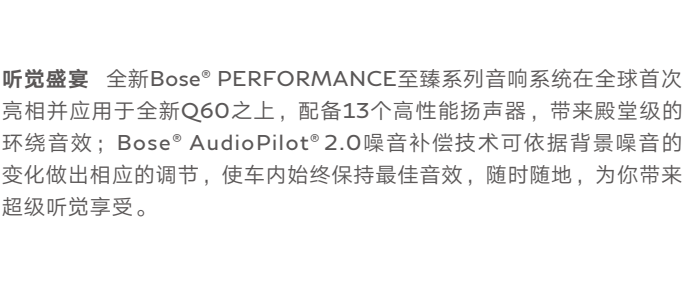 听觉盛宴 全新Bose® PERFORMANCE至臻系列音响系统在全球首次
亮相并应用于全新Q60之上，配备13个高性能扬声器，带来殿堂级的
环绕音效；Bose® AudioPilot® 2.0噪音补偿技术可依据背景噪音的
变化做出相应的调节，使车内始终保持最佳音效，随时随地，为你带来
超级听觉享受。